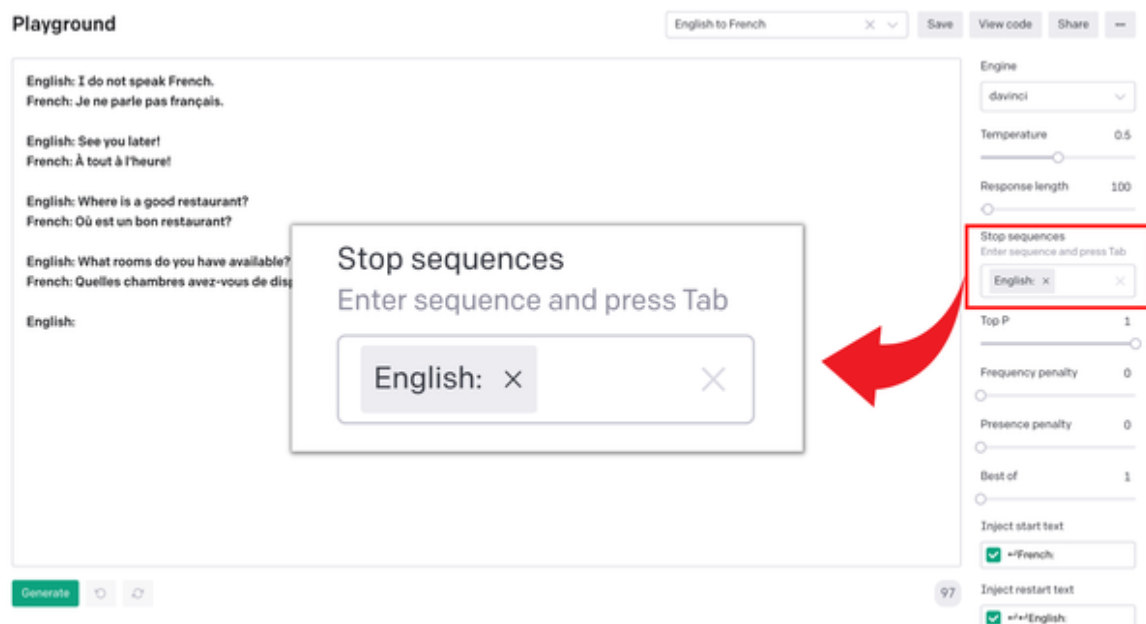 Playground
English to French
Save
View code
Share
English: I do not speak French.
French: Je ne parle pas français.
English: See you later!
French: À tout à l'heure!
English: Where is a good restaurant?
French: Où est un bon restaurant?
English: What rooms do you have available?
French: Quelles chambres avez-vous de
English:
Stop sequences
Enter sequence and press Tab
English:
Engine
davinci
Temperature 0.5
Response length 100
Stop sequences
Enter sequence and press Tab
English:
Top P 1
Frequency penalty 0
Presence penalty 0
Best of 1
Inject start text
↵French:
Inject restart text
↵↵English:
Generate
97